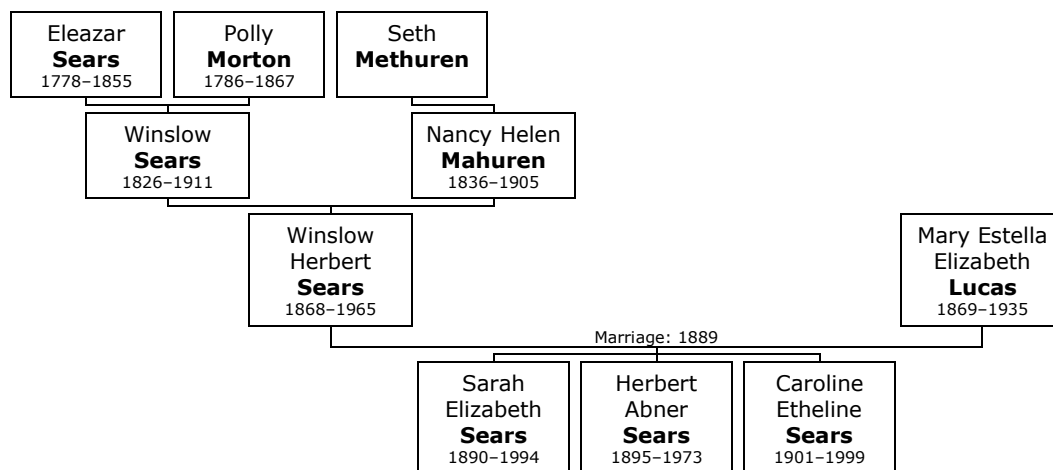 Eleazar
Sears
1778–1855
Polly
Morton
1786–1867
Seth
Methuren
Winslow
Sears
1826–1911
Nancy Helen
Mahuren
1836–1905
Winslow
Herbert
Sears
1868–1965
Mary Estella
Elizabeth
Lucas
1869–1935
Marriage: 1889
Sarah
Elizabeth
Sears
1890–1994
Herbert
Abner
Sears
1895–1973
Caroline
Etheline
Sears
1901–1999